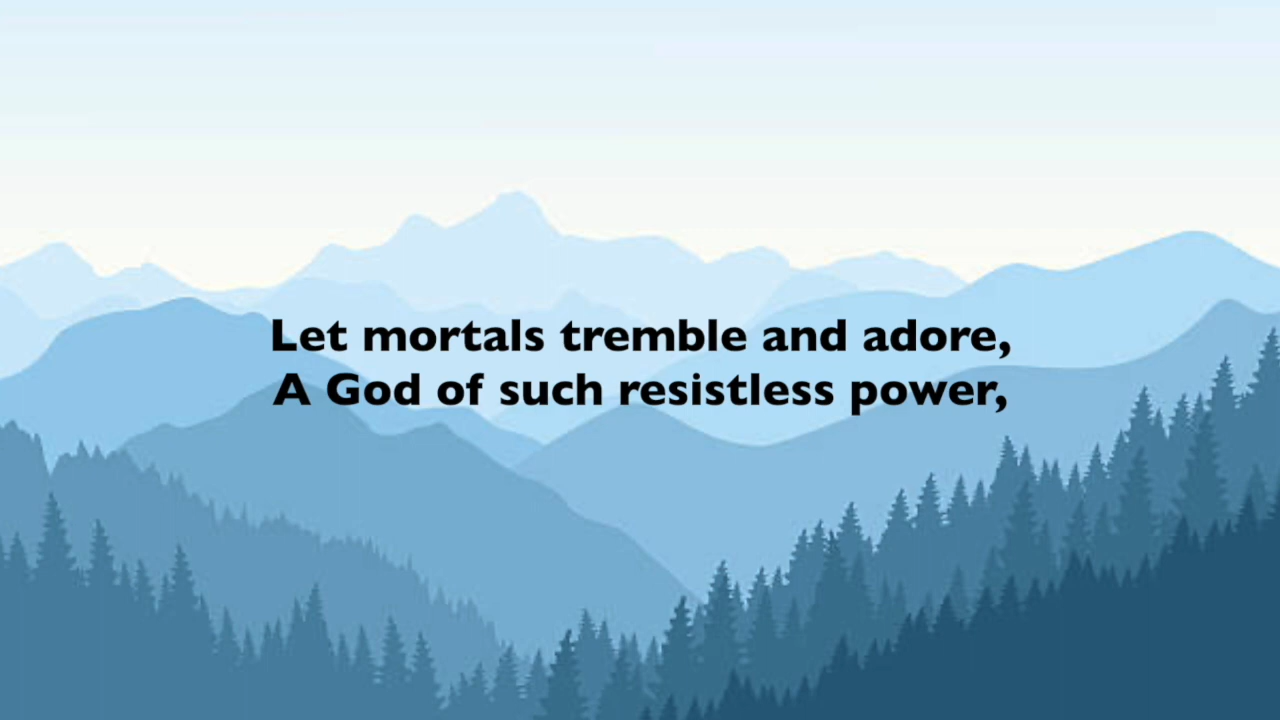 Let mortals tremble and adore,
A God of such resistless power,